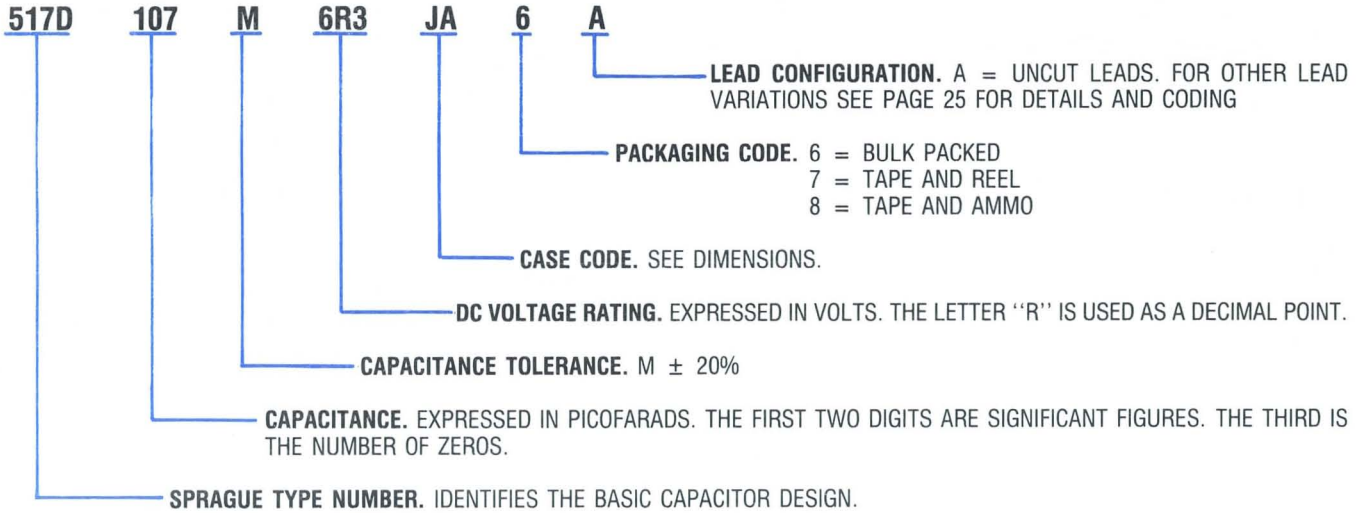 517D 107 M 6R3 JA 6 A
LEAD CONFIGURATION. A = UNCUT LEADS. FOR OTHER LEAD
VARIATIONS SEE PAGE 25 FOR DETAILS AND CODING
PACKAGING CODE. 6 = BULK PACKED
7 = TAPE AND REEL
8 = TAPE AND AMMO
CASE CODE. SEE DIMENSIONS.
DC VOLTAGE RATING. EXPRESSED IN VOLTS. THE LETTER ‘‘R’’ IS USED AS A DECIMAL POINT.
CAPACITANCE TOLERANCE. M ± 20%
CAPACITANCE. EXPRESSED IN PICOFARADS. THE FIRST TWO DIGITS ARE SIGNIFICANT FIGURES. THE THIRD IS
THE NUMBER OF ZEROS.
SPRAGUE TYPE NUMBER. IDENTIFIES THE BASIC CAPACITOR DESIGN.